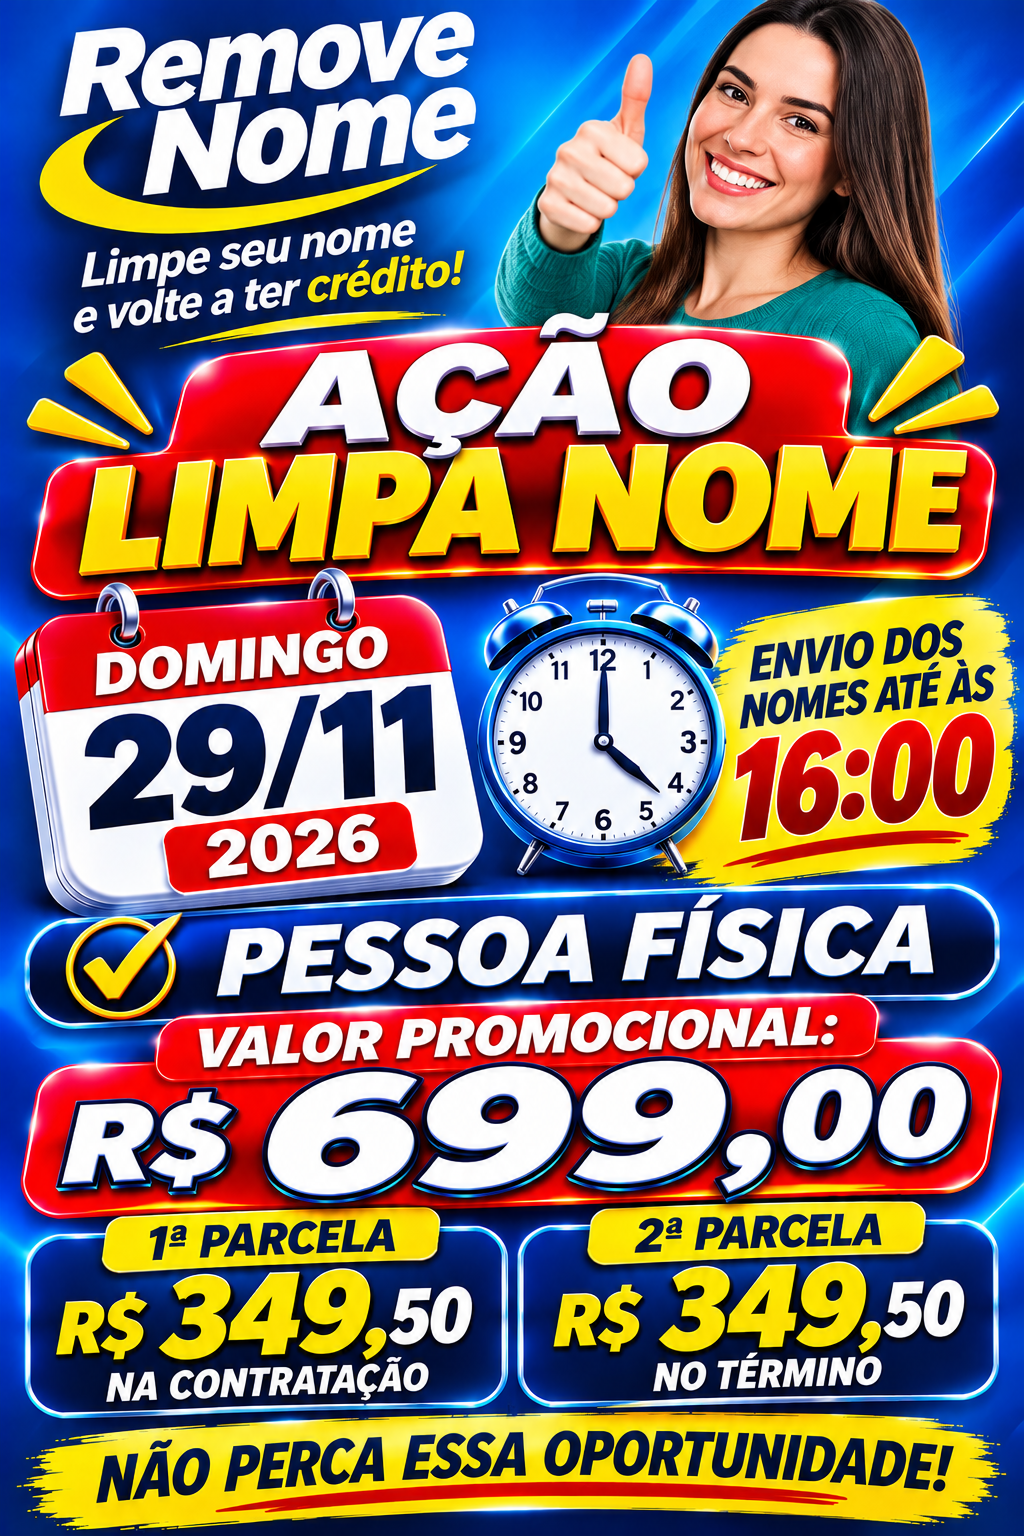 Remove
Nome
Limpe seu nome
e volte a ter crédito!
AÇÃO
LIMPA NOME
DOMINGO
29/11
2026
12
1
2
3
4
5
6
7
8
9
10
11
ENVIO DOS
NOMES ATÉ ÀS
16:00
PESSOA FÍSICA
VALOR PROMOCIONAL:
R$ 699,00
1ª PARCELA
R$ 349,50
NA CONTRATAÇÃO
2ª PARCELA
R$ 349,50
NO TÉRMINO
NÃO PERCA ESSA OPORTUNIDADE!